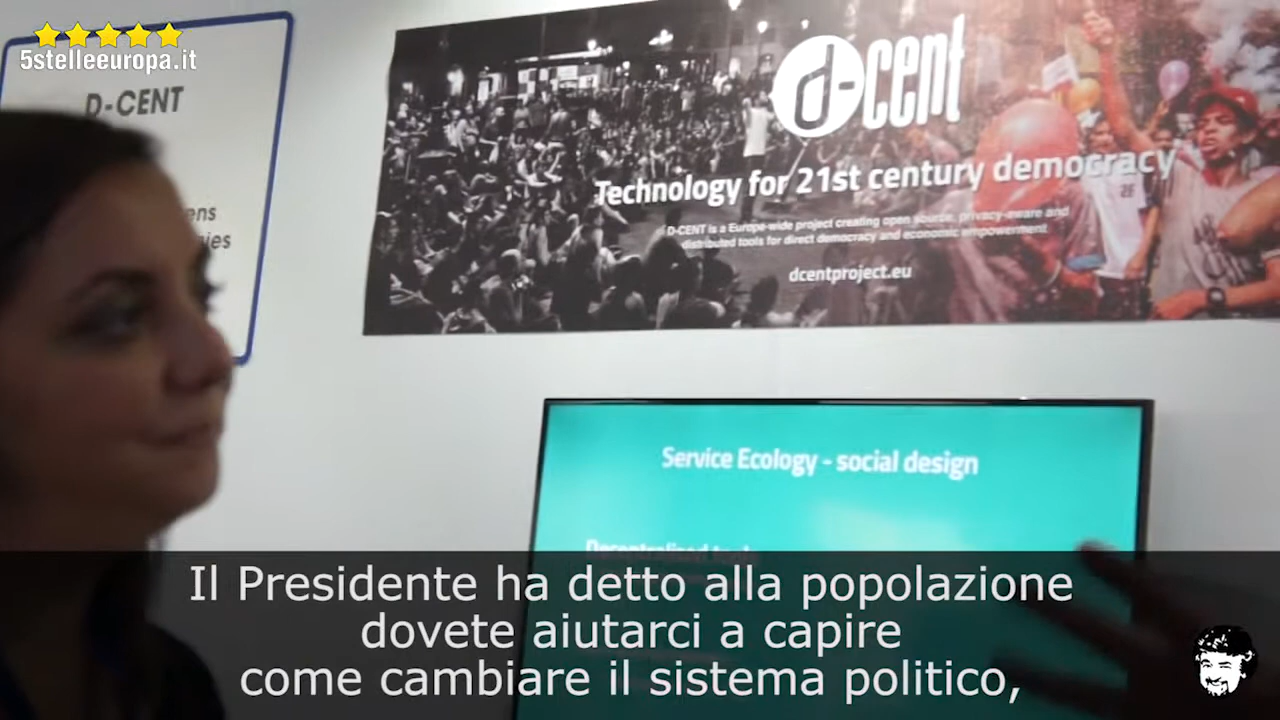 5stelleeuropa.it
D-CENT
d-cent
Technology for 21st century democracy
D-CENT is a Europe-wide project creating open source, privacy-aware and
distributed tools for direct democracy and economic empowerment
dcentproject.eu
Service Ecology - social design
Il Presidente ha detto alla popolazione
dovete aiutarci a capire
come cambiare il sistema politico,